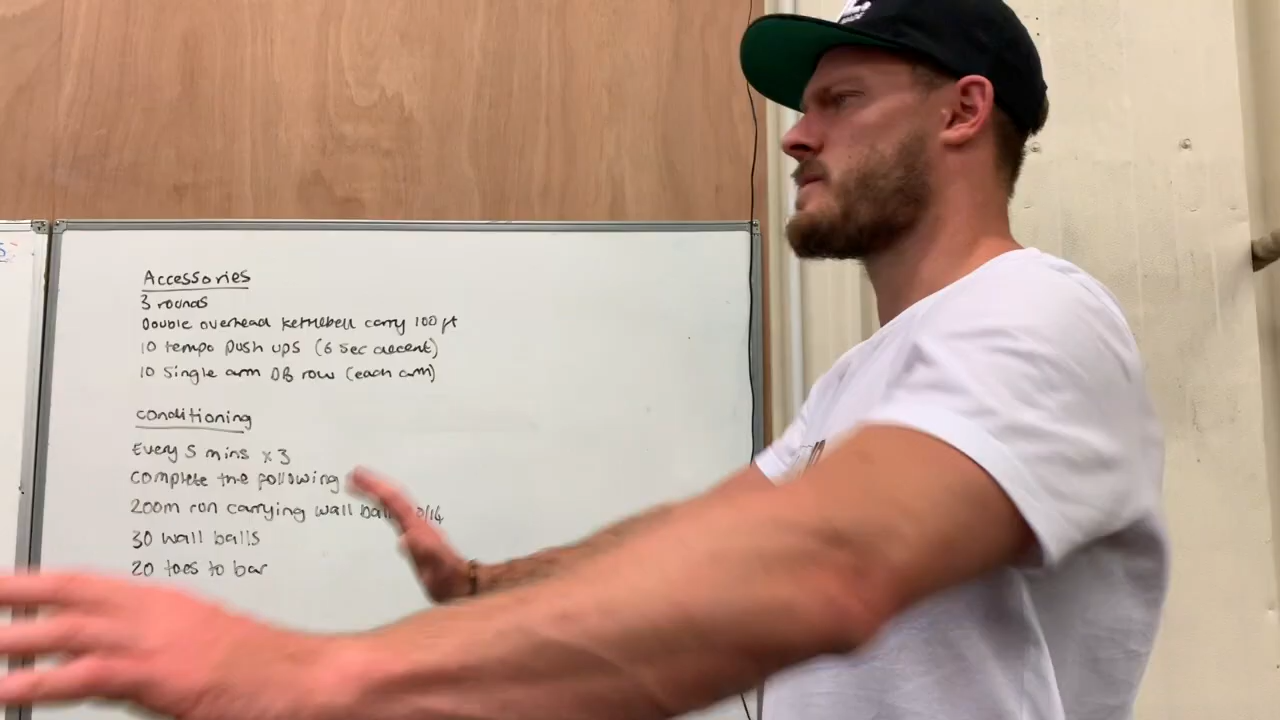 Accessories
3 rounds
Double overhead kettlebell carry 100 ft
10 tempo push ups (6 sec decent)
10 single arm DB row (each arm)
conditioning
Every 5 mins x 3
complete the following
200m run carrying wall ball
30 wall balls
20 toes to bar